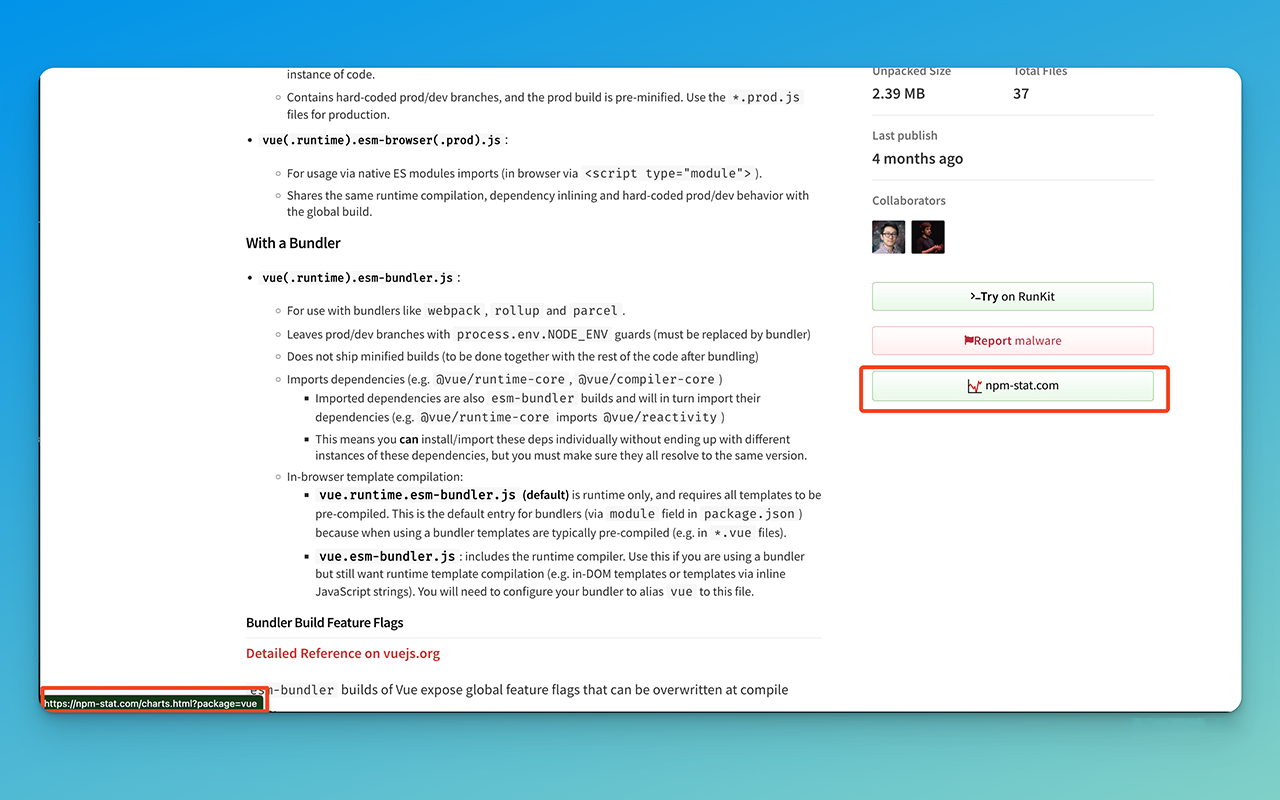 instance of code.
Contains hard-coded prod/dev branches, and the prod build is pre-minified. Use the *.prod.js
files for production.
vue(.runtime).esm-browser(.prod).js :
For usage via native ES modules imports (in browser via <script type="module"> ).
Shares the same runtime compilation, dependency inlining and hard-coded prod/dev behavior with
the global build.
With a Bundler
vue(.runtime).esm-bundler.js :
For use with bundlers like webpack , rollup and parcel .
Leaves prod/dev branches with process.env.NODE_ENV guards (must be replaced by bundler)
Does not ship minified builds (to be done together with the rest of the code after bundling)
Imports dependencies (e.g. @vue/runtime-core , @vue/compiler-core )
Imported dependencies are also esm-bundler builds and will in turn import their
dependencies (e.g. @vue/runtime-core imports @vue/reactivity )
This means you can install/import these deps individually without ending up with different
instances of these dependencies, but you must make sure they all resolve to the same version.
In-browser template compilation:
vue.runtime.esm-bundler.js (default) is runtime only, and requires all templates to be
pre-compiled. This is the default entry for bundlers (via module field in package.json )
because when using a bundler templates are typically pre-compiled (e.g. in *.vue files).
vue.esm-bundler.js : includes the runtime compiler. Use this if you are using a bundler
but still want runtime template compilation (e.g. in-DOM templates or templates via inline
JavaScript strings). You will need to configure your bundler to alias vue to this file.
Bundler Build Feature Flags
Detailed Reference on vuejs.org
esm-bundler builds of Vue expose global feature flags that can be overwritten at compile
https://npm-stat.com/charts.html?package=vue
Unpacked Size
Total Files
2.39 MB
37
Last publish
4 months ago
Collaborators
>_Try on RunKit
Report malware
npm-stat.com